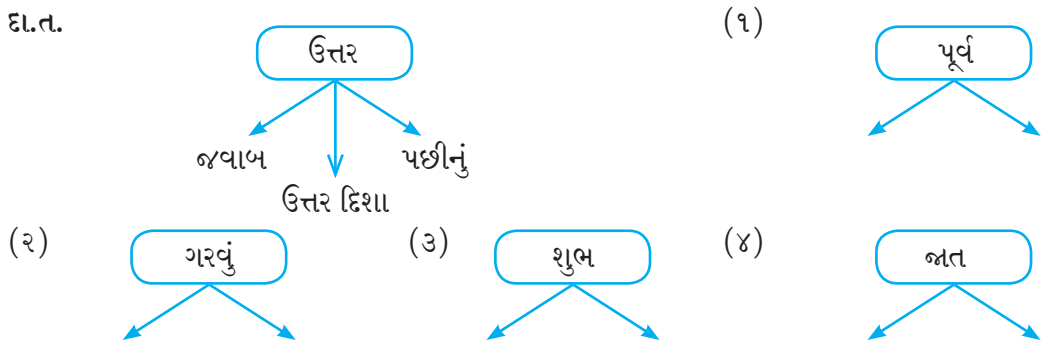 દા.ત.
ઉત્તર
જવાબ
ઉત્તર દિશા
પછીનું
(૧)
પૂર્વ
(૨)
ગરવું
(૩)
શુભ
(૪)
જાત